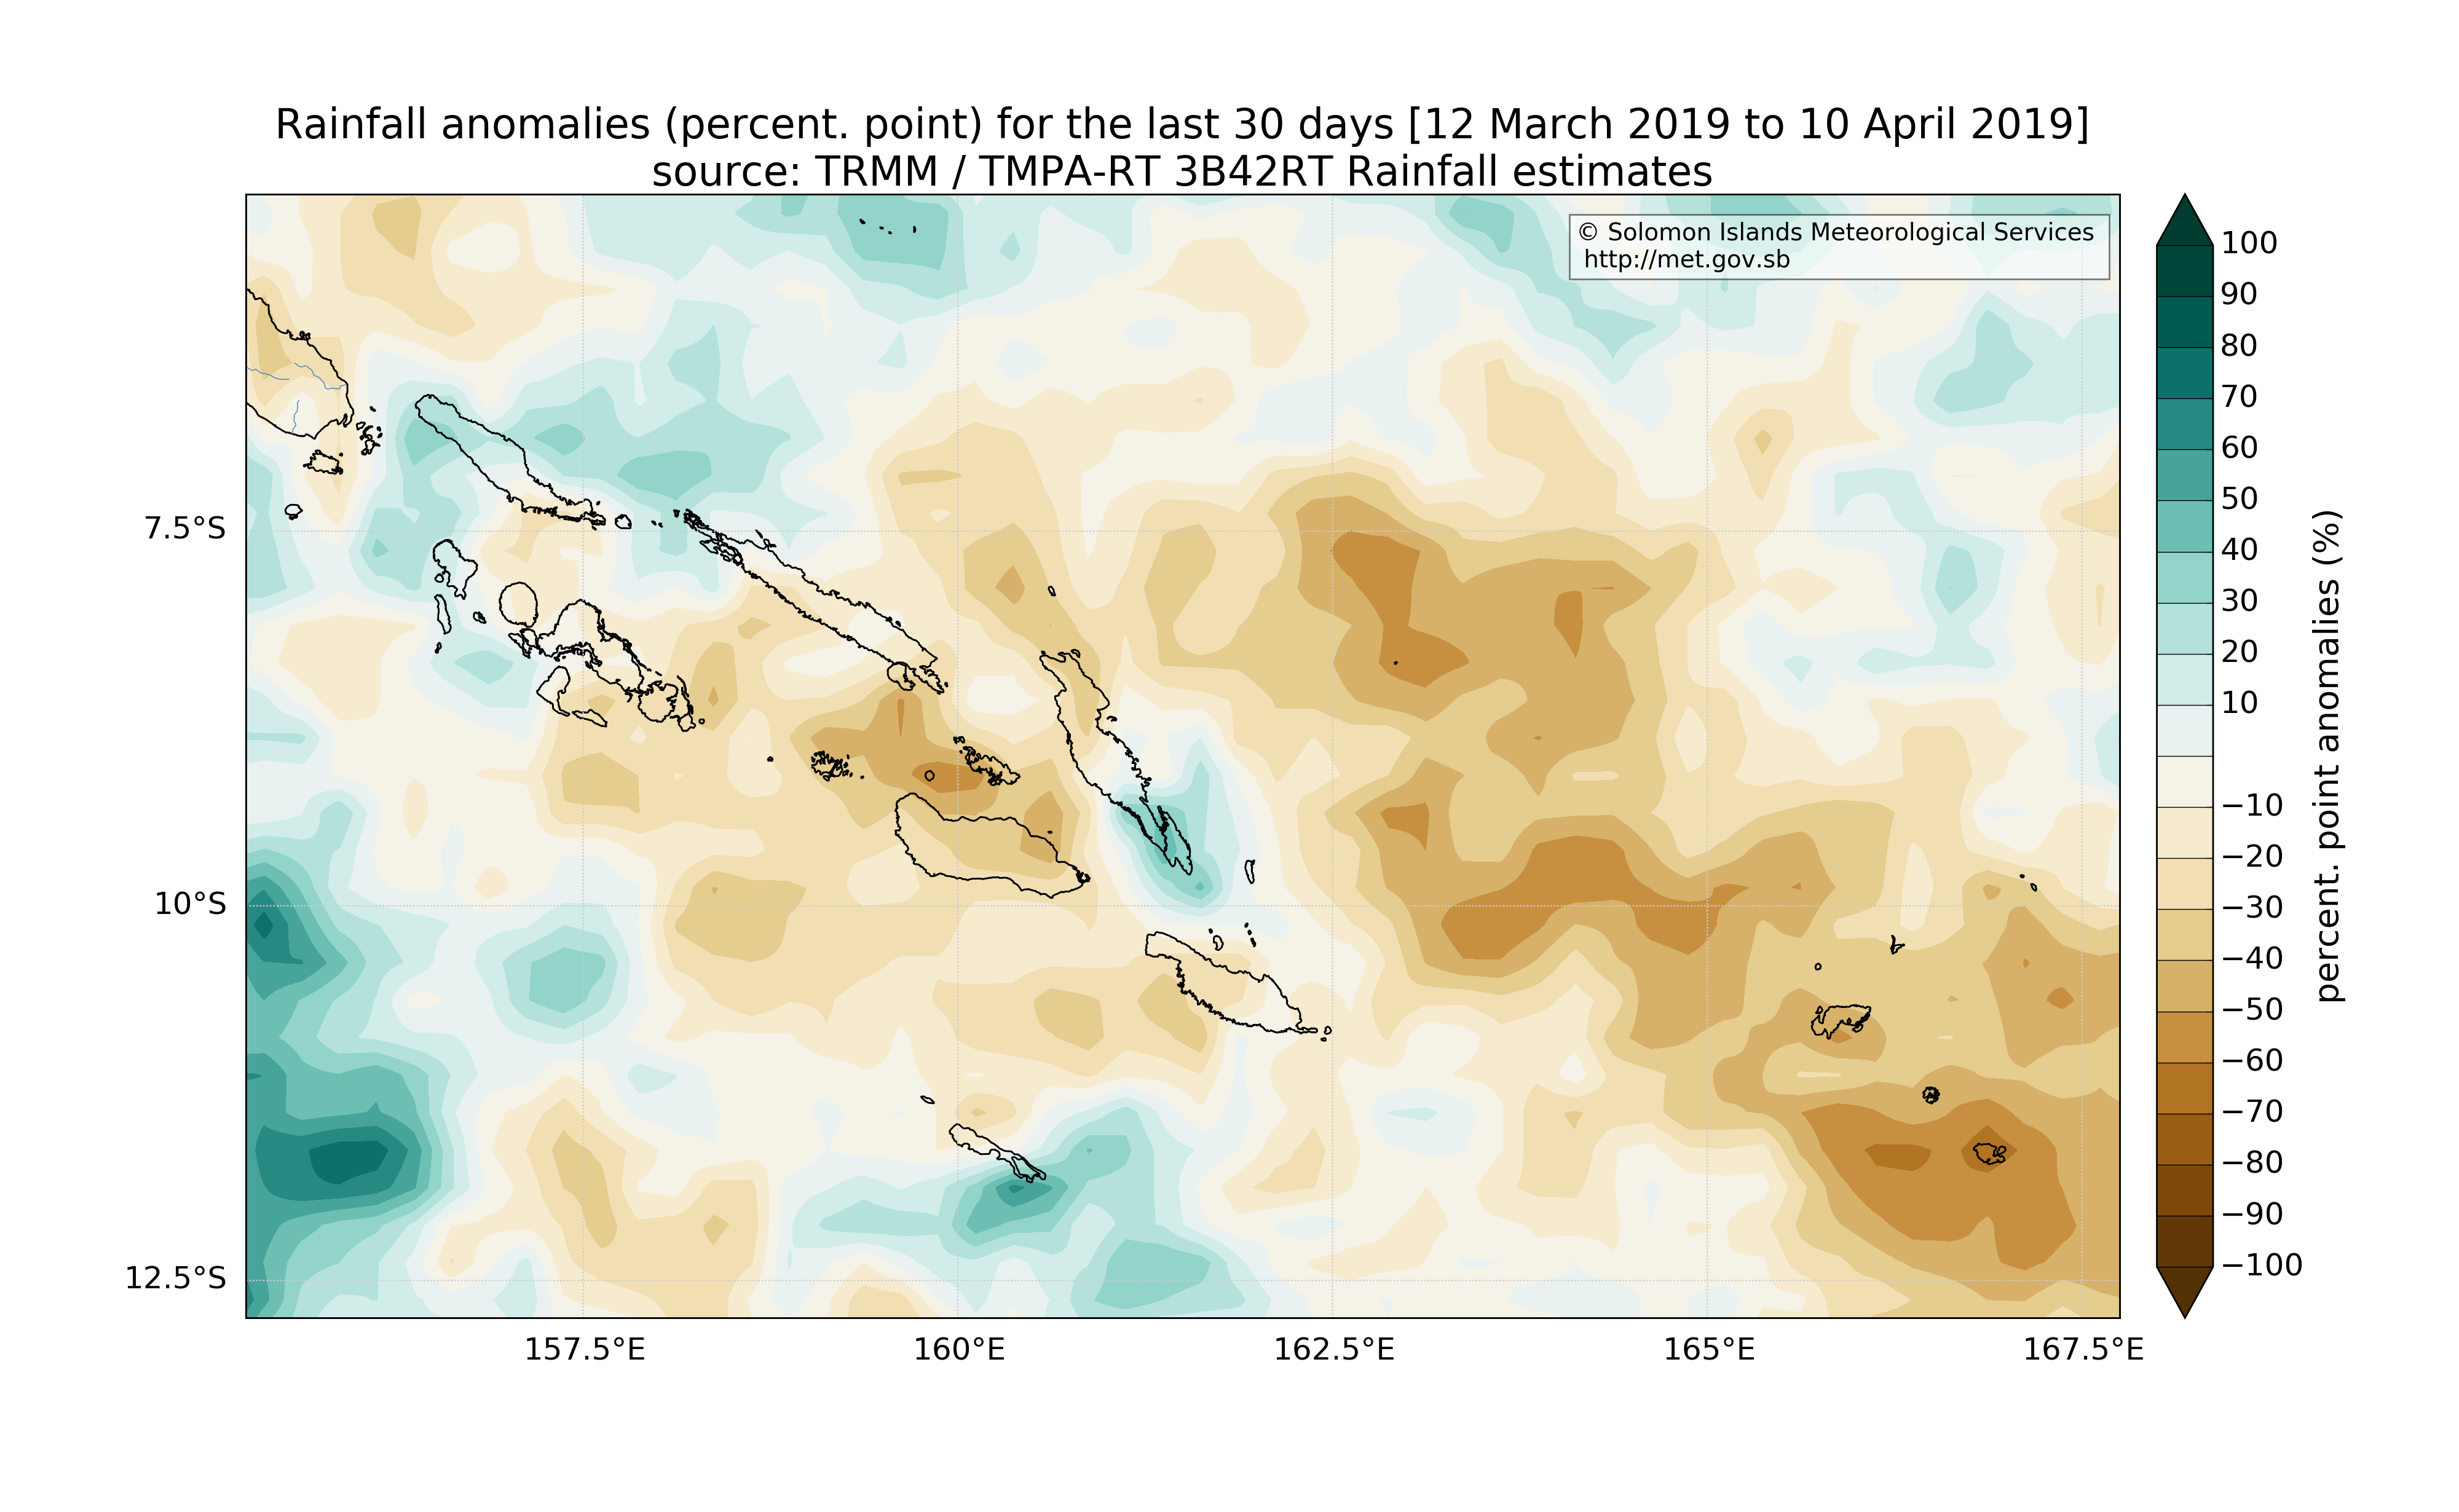 Rainfall anomalies (percent. point) for the last 30 days [12 March 2019 to 10 April 2019]
source: TRMM / TMPA-RT 3B42RT Rainfall estimates
© Solomon Islands Meteorological Services
http://met.gov.sb
7.5°S
10°S
12.5°S
157.5°E
160°E
162.5°E
165°E
167.5°E
100
90
80
70
60
50
40
30
20
10
−10
−20
−30
−40
−50
−60
−70
−80
−90
−100
percent. point anomalies (%)